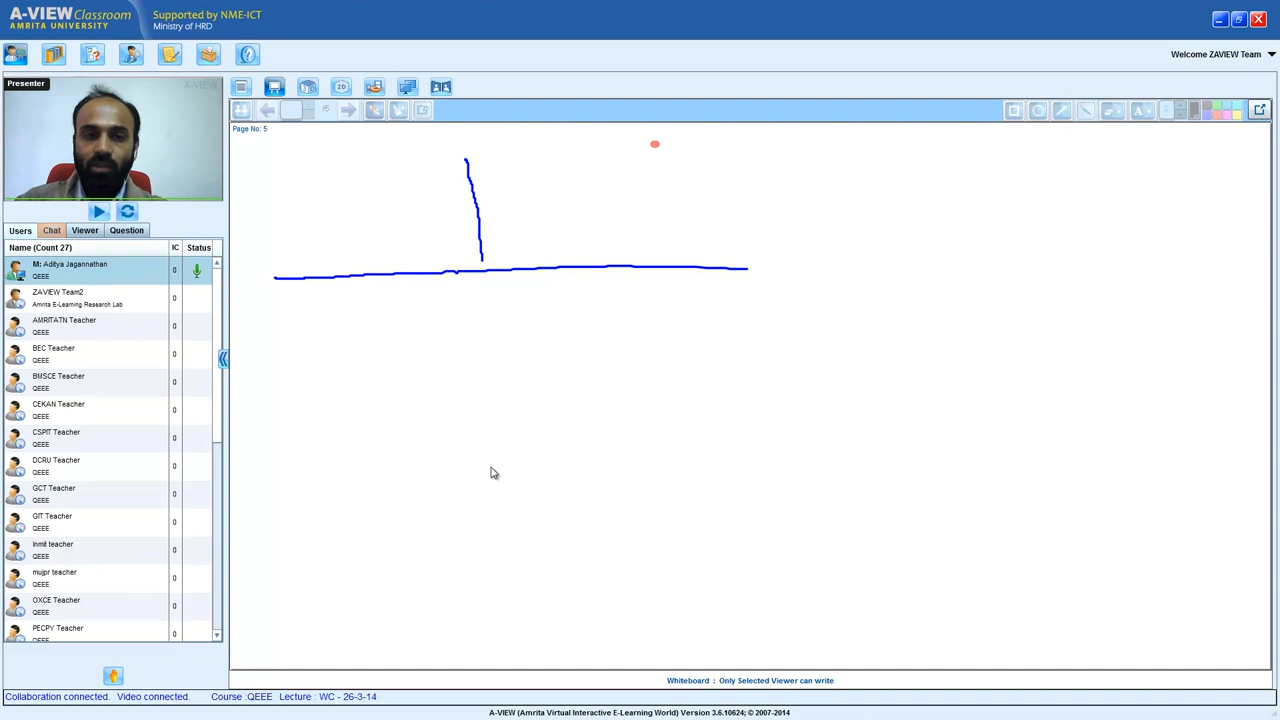 A-VIEW Classroom
AMRITA UNIVERSITY
Supported by NME-ICT
Ministry of HRD
Welcome ZAVIEW Team
Presenter
A-VIEW
/5
Page No: 5
Users Chat Viewer Question
Name (Count 27) IC Status
M: Aditya Jagannathan
QEEE 0
ZAVIEW Team2
Amrita E-Learning Research Lab 0
AMRITATN Teacher
QEEE 0
BEC Teacher
QEEE 0
BMSCE Teacher
QEEE 0
CEKAN Teacher
QEEE 0
CSPIT Teacher
QEEE 0
DCRU Teacher
QEEE 0
GCT Teacher
QEEE 0
GIT Teacher
QEEE 0
Inmit teacher
QEEE 0
mujpr teacher
QEEE 0
OXCE Teacher
QEEE 0
PECPY Teacher
QEEE 0
Whiteboard : Only Selected Viewer can write
Collaboration connected. Video connected. Course :QEEE Lecture : WC - 26-3-14
A-VIEW (Amrita Virtual Interactive E-Learning World) Version 3.6.10624; © 2007-2014